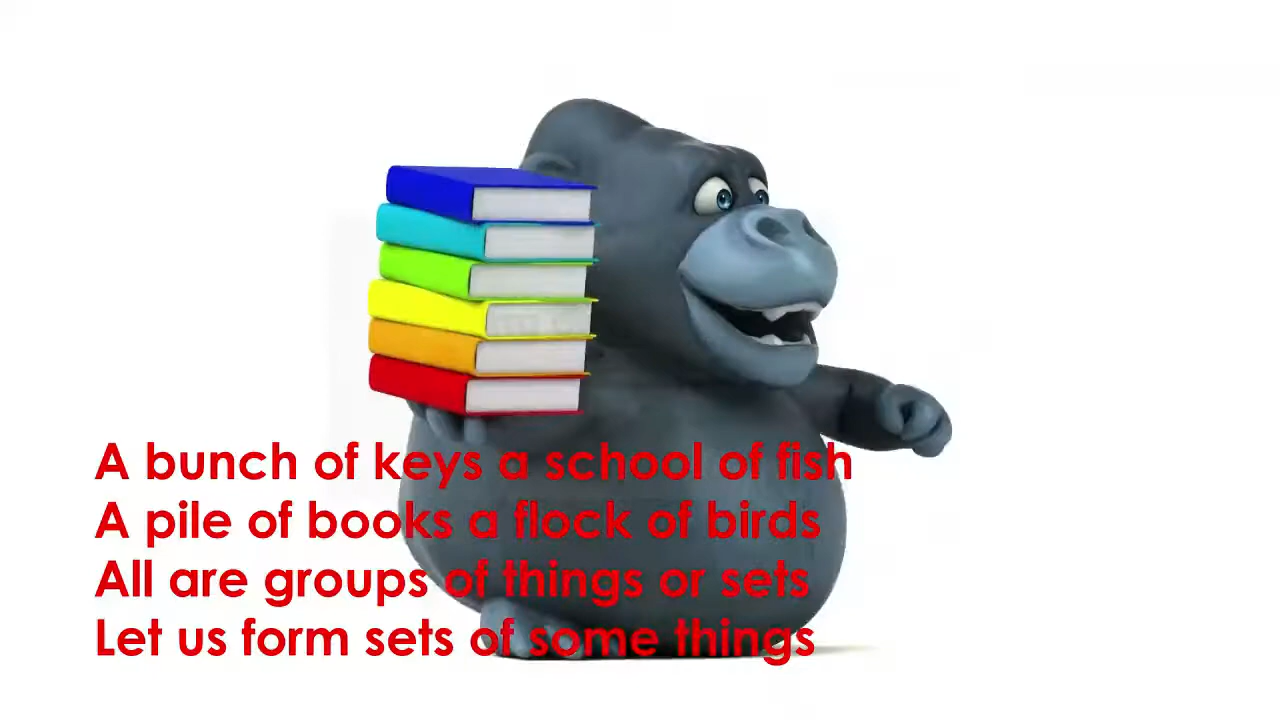 A bunch of keys a school of fish
A pile of books a flock of birds
All are groups of things or sets
Let us form sets of some things